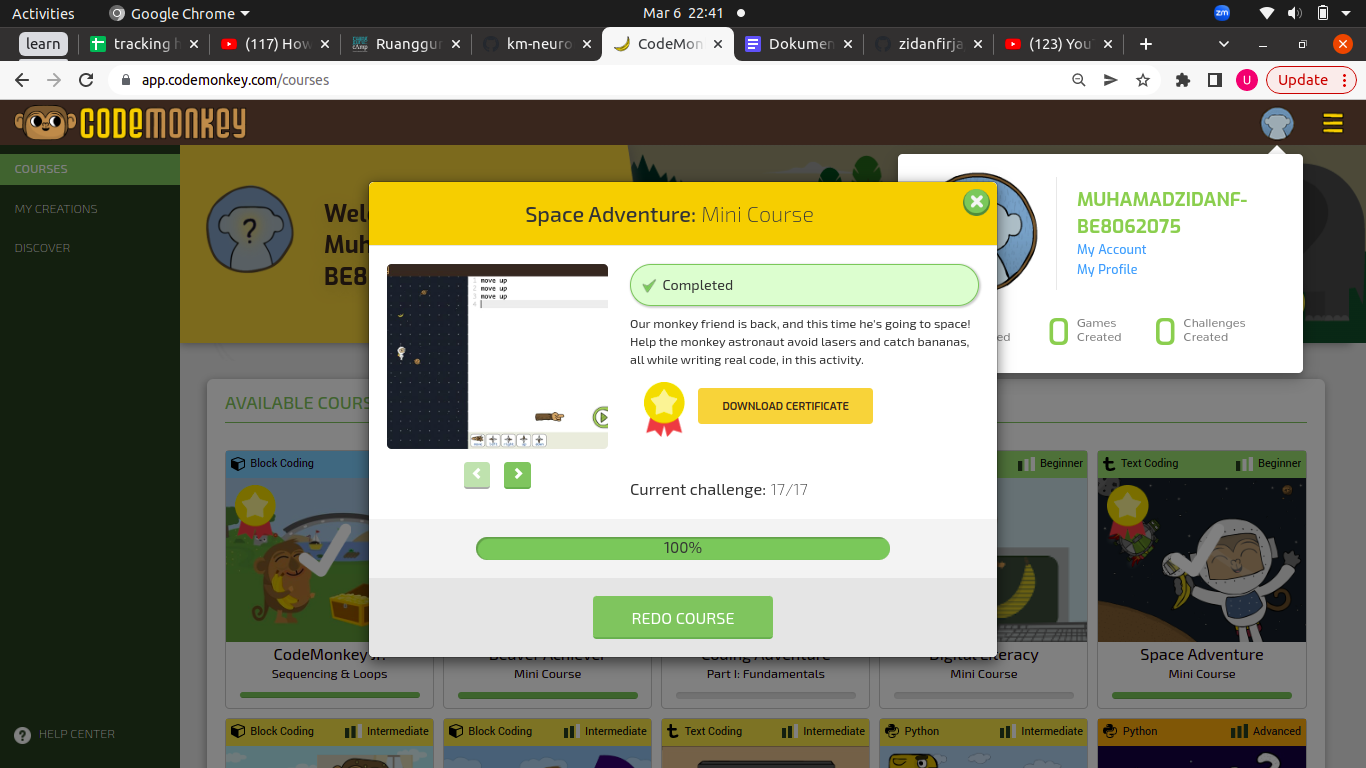 Activities
Google Chrome
Mar 6 22:41
zm
learn
tracking h
(117) How
Ruanggur
km-neuro
CodeMon
Dokumen
zidanfirja
(123) You
app.codemonkey.com/courses
U
Update
CODEMONKEY
COURSES
MY CREATIONS
DISCOVER
HELP CENTER
Wel
Muh
BE8
MUHAMADZIDANF-
BE8062075
My Account
My Profile
ed
0 Games
Created
0 Challenges
Created
Space Adventure: Mini Course
move up
move up
move up
Completed
Our monkey friend is back, and this time he's going to space!
Help the monkey astronaut avoid lasers and catch bananas,
all while writing real code, in this activity.
DOWNLOAD CERTIFICATE
Current challenge: 17/17
100%
REDO COURSE
AVAILABLE COURS
Block Coding
Beginner
Text Coding
Beginner
CodeMonkey Jr.
Sequencing & Loops
Beaver Achiever
Mini Course
Coding Adventure
Part I: Fundamentals
Digital Literacy
Mini Course
Space Adventure
Mini Course
Block Coding
Intermediate
Block Coding
Intermediate
Text Coding
Intermediate
Python
Intermediate
Python
Advanced